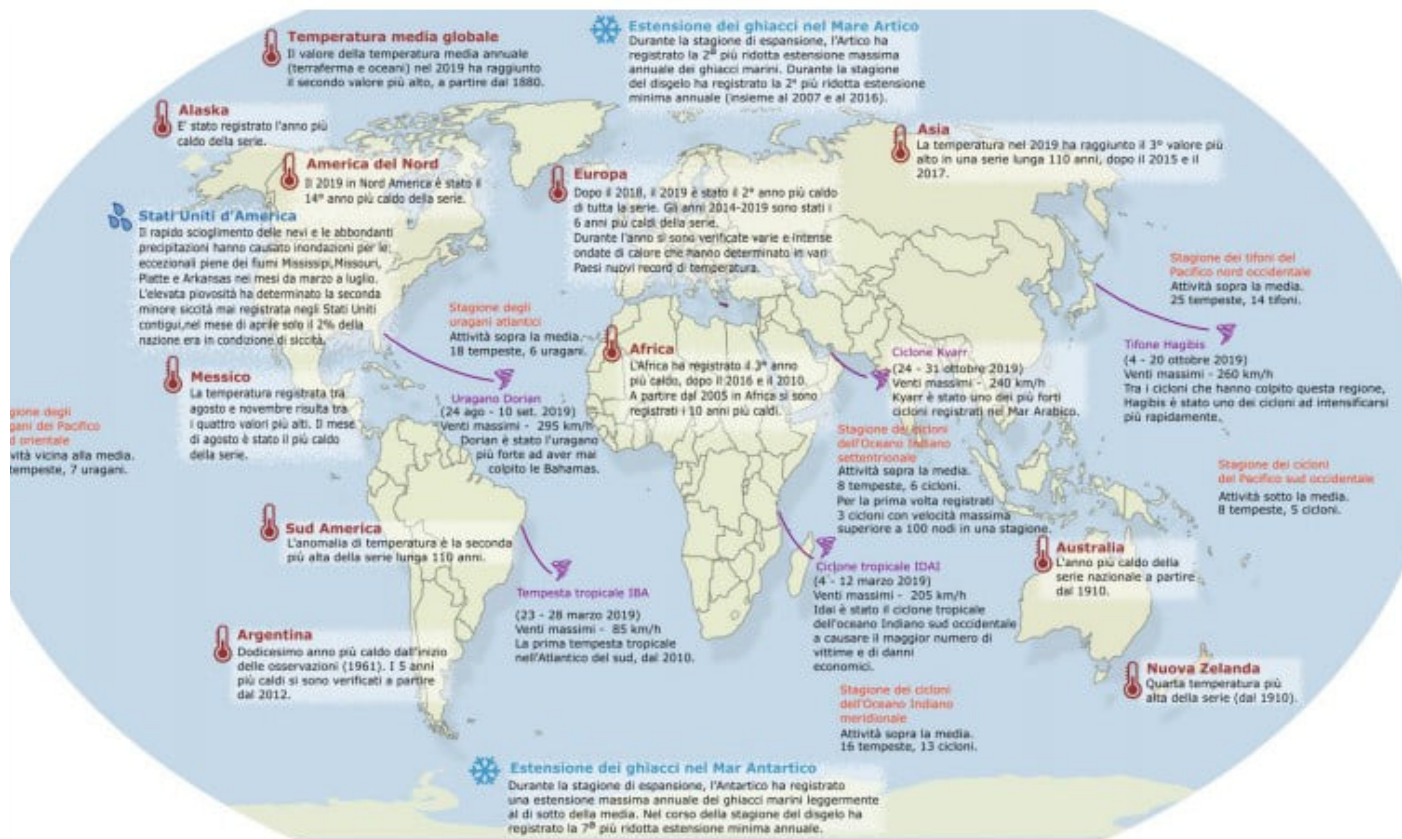 Temperatura media globale
Il valore della temperatura media annuale
(terraferma e oceani) nel 2019 ha raggiunto
il secondo valore più alto, a partire dal 1880.
Estensione dei ghiacci nel Mare Artico
Durante la stagione di espansione, l'Artico ha
registrato la 2ª più ridotta estensione massima
annuale dei ghiacci marini. Durante la stagione
del disgelo ha registrato la 2ª più ridotta estensione
minima annuale (insieme al 2007 e al 2016).
Alaska
E' stato registrato l'anno più
caldo della serie.
America del Nord
Il 2019 in Nord America è stato il
14° anno più caldo della serie.
Europa
Dopo il 2018, il 2019 è stato il 2° anno più caldo
di tutta la serie. Gli anni 2014-2019 sono stati i
6 anni più caldi della serie.
Durante l'anno si sono verificate varie e intense
ondate di calore che hanno determinato in vari
Paesi nuovi record di temperatura.
Asia
La temperatura nel 2019 ha raggiunto il 3° valore più
alto in una serie lunga 110 anni, dopo il 2015 e il
2017.
Stati Uniti d'America
Il rapido scioglimento delle nevi e le abbondanti
precipitazioni hanno causato inondazioni per le
eccezionali piene dei fiumi Mississipi,Missouri,
Platte e Arkansas nei mesi da marzo a luglio.
L'elevata piovosità ha determinato la seconda
minore siccità mai registrata negli Stati Uniti
contigui,nel mese di aprile solo il 2% della
nazione era in condizione di siccità.
Stagione degli
uragani atlantici
Attività sopra la media.
18 tempeste, 6 uragani.
Stagione dei tifoni del
Pacifico nord occidentale
Attività sopra la media.
25 tempeste, 14 tifoni.
Messico
La temperatura registrata tra
agosto e novembre risulta tra
i quattro valori più alti. Il mese
di agosto è stato il più caldo
della serie.
Uragano Dorian
(24 ago - 10 set. 2019)
Venti massimi - 295 km/h
Dorian è stato l'uragano
più forte ad aver mai
colpito le Bahamas.
Africa
L'Africa ha registrato il 3° anno
più caldo, dopo il 2016 e il 2010.
A partire dal 2005 in Africa si sono
registrati i 10 anni più caldi.
Ciclone Kyarr
(24 - 31 ottobre 2019)
Venti massimi - 240 km/h
Kyarr è stato uno dei più forti
cicloni registrati nel Mar Arabico.
Tifone Hagibis
(4 - 20 ottobre 2019)
Venti massimi - 260 km/h
Tra i cicloni che hanno colpito questa regione,
Hagibis è stato uno dei cicloni ad intensificarsi
più rapidamente.
gione degli
gani del Pacifico
d orientale
vità vicina alla media.
tempeste, 7 uragani.
Stagione dei cicloni
dell'Oceano Indiano
settentrionale
Attività sopra la media.
8 tempeste, 6 cicloni.
Per la prima volta registrati
3 cicloni con velocità massima
superiore a 100 nodi in una stagione.
Stagione dei cicloni
del Pacifico sud occidentale
Attività sotto la media.
8 tempeste, 5 cicloni.
Sud America
L'anomalia di temperatura è la seconda
più alta della serie lunga 110 anni.
Tempesta tropicale IBA
(23 - 28 marzo 2019)
Venti massimi - 85 km/h
La prima tempesta tropicale
nell'Atlantico del sud, dal 2010.
Ciclone tropicale IDAI
(4 - 12 marzo 2019)
Venti massimi - 205 km/h
Idai è stato il ciclone tropicale
dell'oceano Indiano sud occidentale
a causare il maggior numero di
vittime e di danni
economici.
Australia
L'anno più caldo della
serie nazionale a partire
dal 1910.
Argentina
Dodicesimo anno più caldo dall'inizio
delle osservazioni (1961). I 5 anni
più caldi si sono verificati a partire
dal 2012.
Nuova Zelanda
Quarta temperatura più
alta della serie (dal 1910).
Stagione dei cicloni
dell'Oceano Indiano
meridionale
Attività sopra la media.
16 tempeste, 13 cicloni.
Estensione dei ghiacci nel Mar Antartico
Durante la stagione di espansione, l'Antartico ha registrato
una estensione massima annuale dei ghiacci marini leggermente
al di sotto della media. Nel corso della stagione del disgelo ha
registrato la 7ª più ridotta estensione minima annuale.